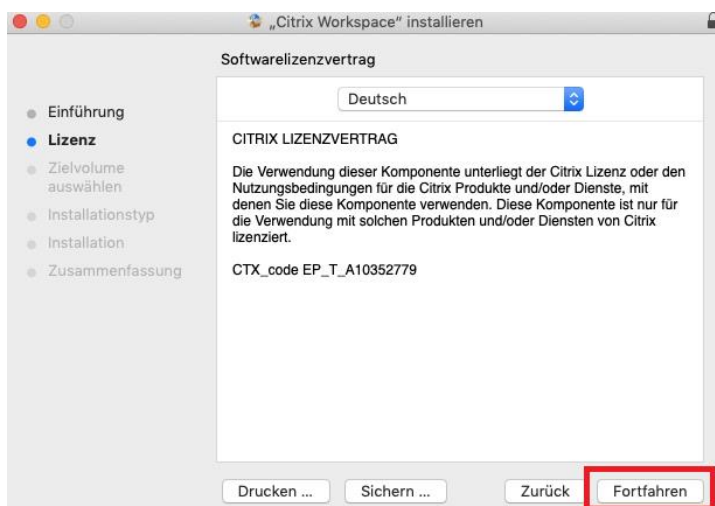 „Citrix Workspace“ installieren
Softwarelizenzvertrag
Einführung
Lizenz
Zielvolume
auswählen
Installationstyp
Installation
Zusammenfassung
Deutsch
CITRIX LIZENZVERTRAG
Die Verwendung dieser Komponente unterliegt der Citrix Lizenz oder den
Nutzungsbedingungen für die Citrix Produkte und/oder Dienste, mit
denen Sie diese Komponente verwenden. Diese Komponente ist nur für
die Verwendung mit solchen Produkten und/oder Diensten von Citrix
lizenziert.
CTX_code EP_T_A10352779
Drucken ...
Sichern ...
Zurück
Fortfahren